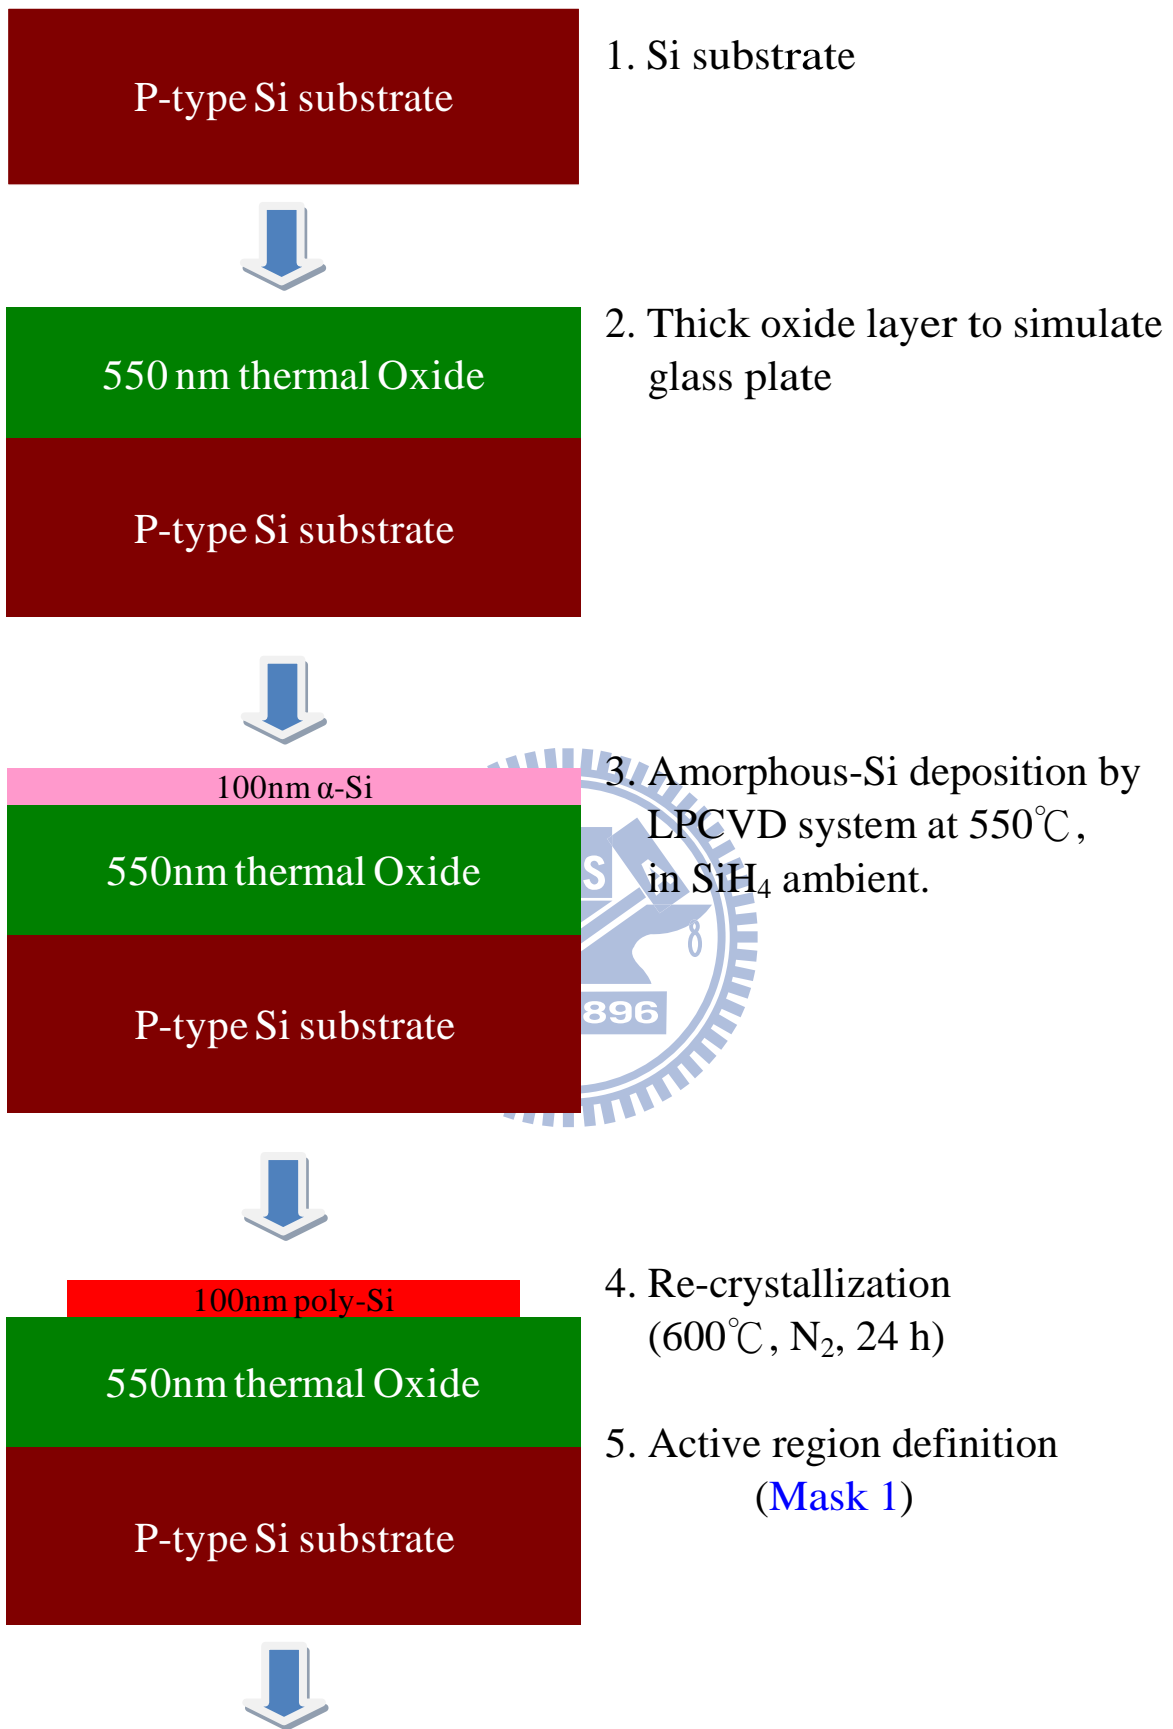 P-type Si substrate
1. Si substrate
550 nm thermal Oxide
P-type Si substrate
2. Thick oxide layer to simulate
glass plate
100nm α-Si
550nm thermal Oxide
P-type Si substrate
3. Amorphous-Si deposition by
LPCVD system at 550℃,
in SiH₄ ambient.
S
896
100nm poly-Si
550nm thermal Oxide
P-type Si substrate
4. Re-crystallization
(600℃, N₂, 24 h)
5. Active region definition
(Mask 1)